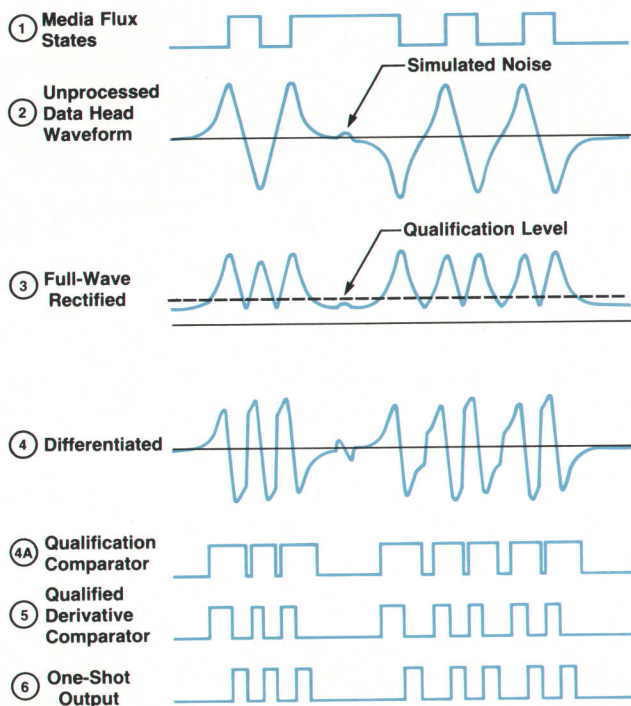 1 Media Flux
States
Simulated Noise
2 Unprocessed
Data Head
Waveform
Qualification Level
3 Full-Wave
Rectified
4 Differentiated
4A Qualification
Comparator
5 Qualified
Derivative
Comparator
6 One-Shot
Output